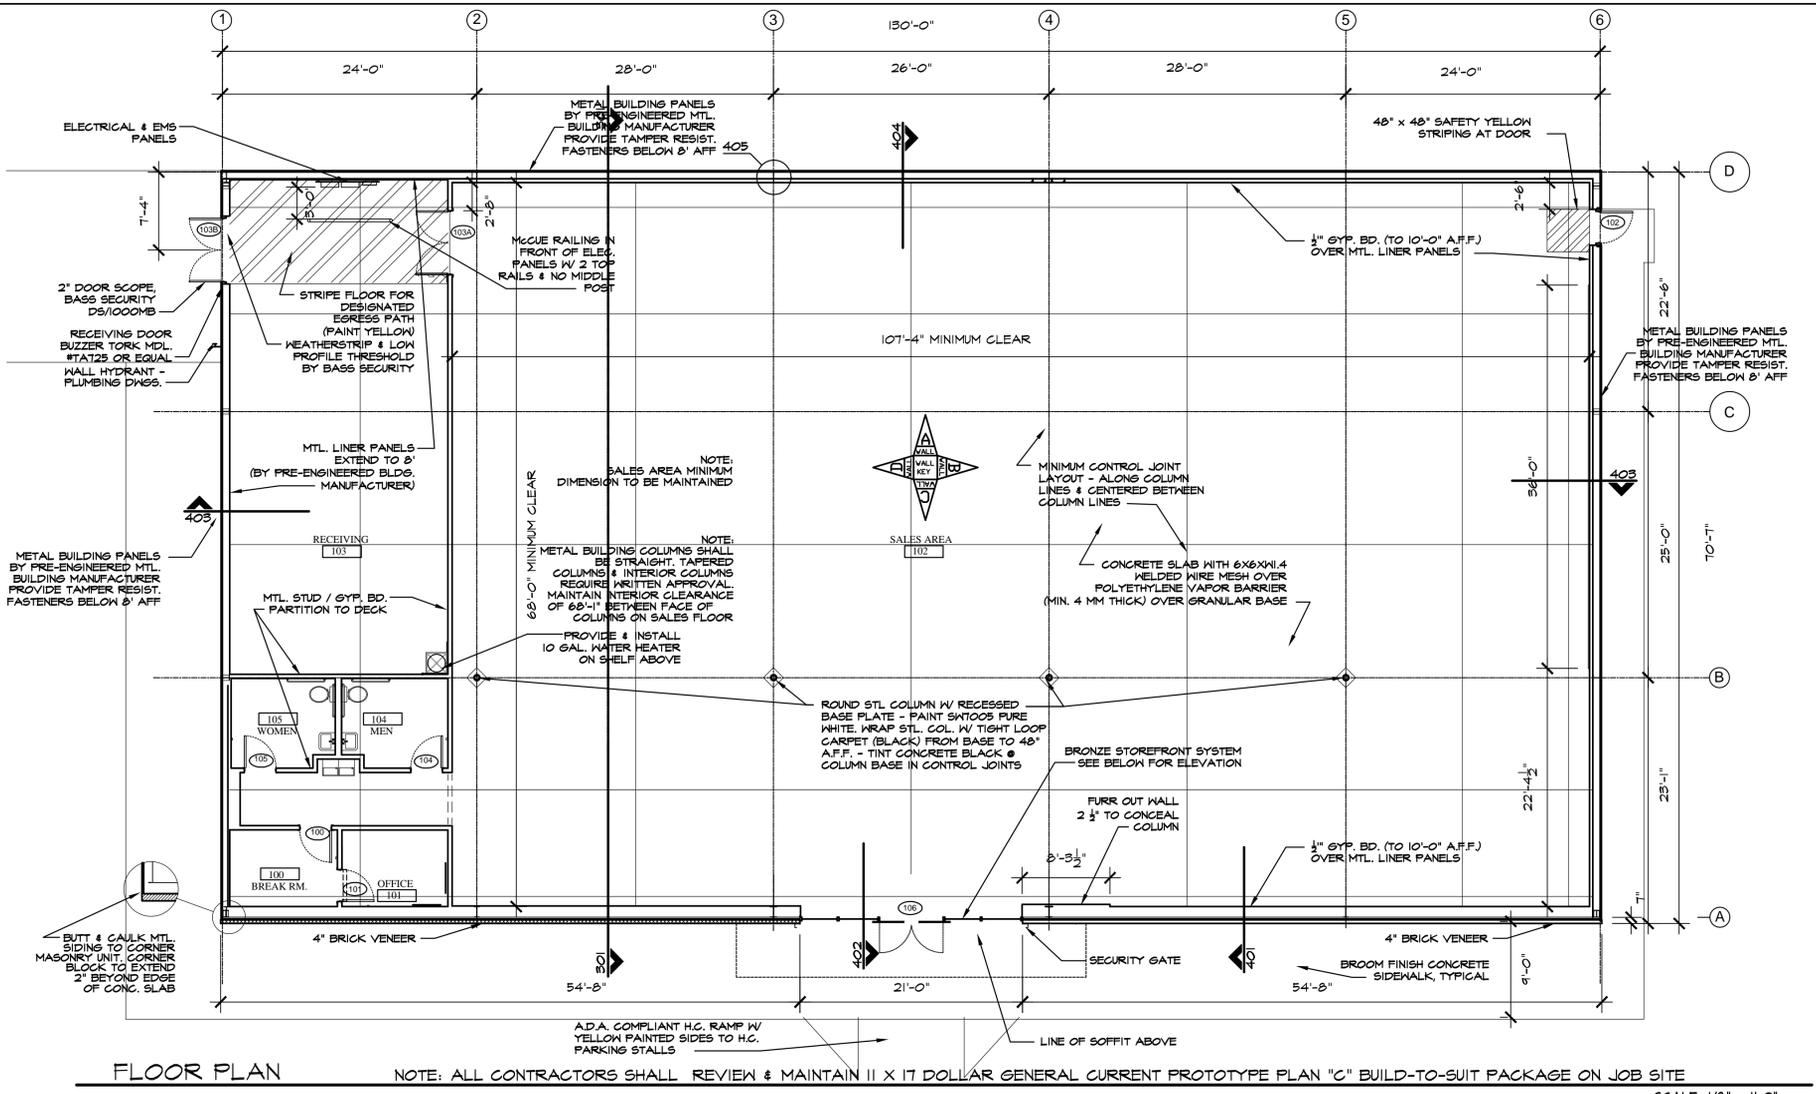 1
2
3
4
5
6
130'-0"
24'-0"
28'-0"
26'-0"
28'-0"
24'-0"
ELECTRICAL & EMS
PANELS
METAL BUILDING PANELS
BY PRE-ENGINEERED MTL.
BUILDING MANUFACTURER
PROVIDE TAMPER RESIST.
FASTENERS BELOW 8' AFF
405
404
48" x 48" SAFETY YELLOW
STRIPING AT DOOR
D
7'-4"
3'-0"
2'-8"
2'-6"
103B
103A
102
McCUE RAILING IN
FRONT OF ELEC.
PANELS W/ 2 TOP
RAILS & NO MIDDLE
POST
1/2" GYP. BD. (TO 10'-0" A.F.F.)
OVER MTL. LINER PANELS
2" DOOR SCOPE,
BASS SECURITY
DS/1000MB
STRIPE FLOOR FOR
DESIGNATED
EGRESS PATH
(PAINT YELLOW)
22'-6"
RECEIVING DOOR
BUZZER TORK MDL.
#TA725 OR EQUAL
WEATHERSTRIP & LOW
PROFILE THRESHOLD
BY BASS SECURITY
107'-4" MINIMUM CLEAR
METAL BUILDING PANELS
BY PRE-ENGINEERED MTL.
BUILDING MANUFACTURER
PROVIDE TAMPER RESIST.
FASTENERS BELOW 8' AFF
WALL HYDRANT -
PLUMBING DWGS.
C
MTL. LINER PANELS
EXTEND TO 8'
(BY PRE-ENGINEERED BLDG.
MANUFACTURER)
NOTE:
SALES AREA MINIMUM
DIMENSION TO BE MAINTAINED
A
WALL
B
WALL
C
WALL
D
WALL
WALL
KEY
MINIMUM CONTROL JOINT
LAYOUT - ALONG COLUMN
LINES & CENTERED BETWEEN
COLUMN LINES
36'-0"
403
403
68'-0" MINIMUM CLEAR
RECEIVING
103
SALES AREA
102
25'-0"
70'-7"
METAL BUILDING PANELS
BY PRE-ENGINEERED MTL.
BUILDING MANUFACTURER
PROVIDE TAMPER RESIST.
FASTENERS BELOW 8' AFF
NOTE:
METAL BUILDING COLUMNS SHALL
BE STRAIGHT. TAPERED
COLUMNS & INTERIOR COLUMNS
REQUIRE WRITTEN APPROVAL.
MAINTAIN INTERIOR CLEARANCE
OF 68'-1" BETWEEN FACE OF
COLUMNS ON SALES FLOOR
CONCRETE SLAB WITH 6X6XW1.4
WELDED WIRE MESH OVER
POLYETHYLENE VAPOR BARRIER
(MIN. 4 MM THICK) OVER GRANULAR BASE
MTL. STUD / GYP. BD.
PARTITION TO DECK
PROVIDE & INSTALL
10 GAL. WATER HEATER
ON SHELF ABOVE
B
105
WOMEN
104
MEN
105
104
ROUND STL COLUMN W/ RECESSED
BASE PLATE - PAINT SW7005 PURE
WHITE. WRAP STL. COL. W/ TIGHT LOOP
CARPET (BLACK) FROM BASE TO 48"
A.F.F. - TINT CONCRETE BLACK @
COLUMN BASE IN CONTROL JOINTS
BRONZE STOREFRONT SYSTEM
SEE BELOW FOR ELEVATION
22'-4 1/2"
23'-1"
FURR OUT WALL
2 1/2" TO CONCEAL
COLUMN
100
8'-3 1/2"
1/2" GYP. BD. (TO 10'-0" A.F.F.)
OVER MTL. LINER PANELS
100
BREAK RM.
101
OFFICE
101
106
7"
A
BUTT & CAULK MTL.
SIDING TO CORNER
MASONRY UNIT. CORNER
BLOCK TO EXTEND
2" BEYOND EDGE
OF CONC. SLAB
4" BRICK VENEER
301
402
SECURITY GATE
401
4" BRICK VENEER
BROOM FINISH CONCRETE
SIDEWALK, TYPICAL
9'-0"
54'-8"
21'-0"
54'-8"
A.D.A. COMPLIANT H.C. RAMP W/
YELLOW PAINTED SIDES TO H.C.
PARKING STALLS
LINE OF SOFFIT ABOVE
FLOOR PLAN
NOTE: ALL CONTRACTORS SHALL REVIEW & MAINTAIN 11 X 17 DOLLAR GENERAL CURRENT PROTOTYPE PLAN "C" BUILD-TO-SUIT PACKAGE ON JOB SITE